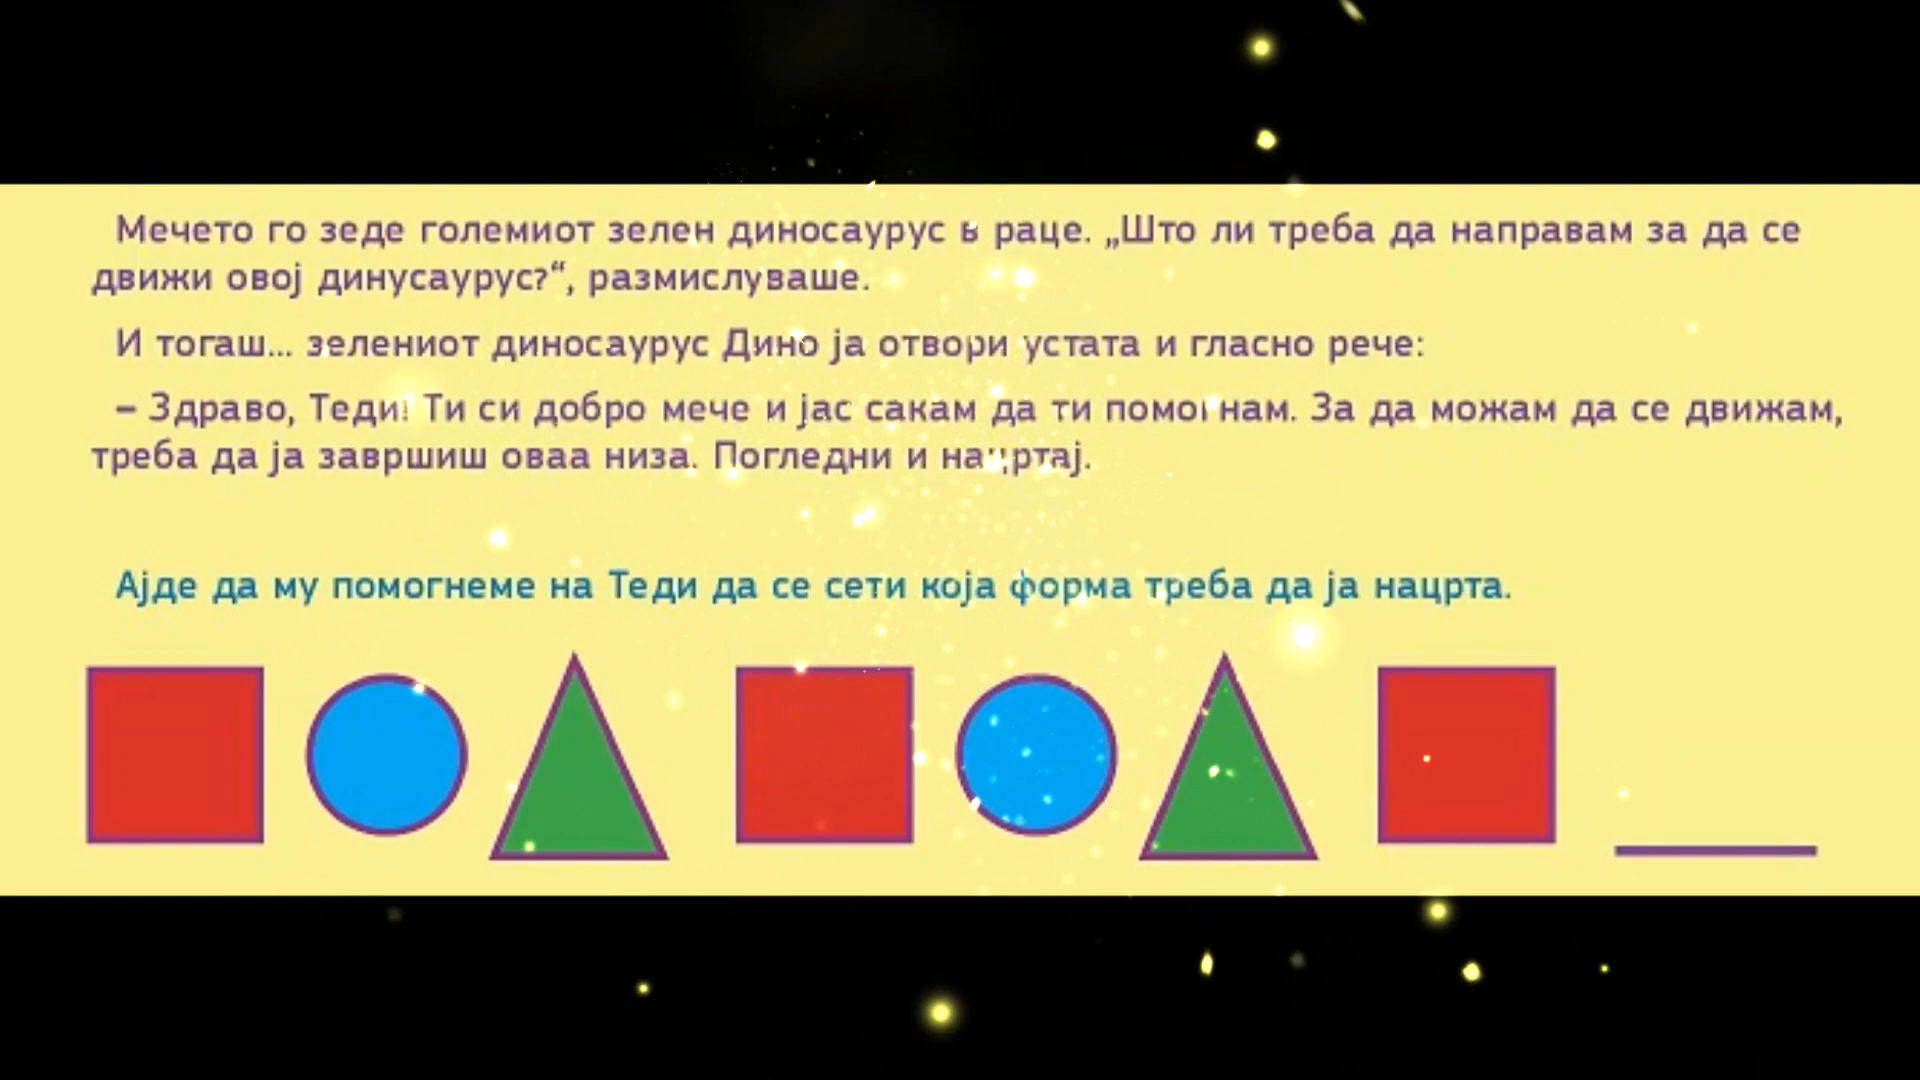 Мечето го зеде големиот зелен диносаурус в раце. „Што ли треба да направам за да се
движи овој динусаурус?“, размислуваше.
И тогаш... зелениот диносаурус Дино ја отвори устата и гласно рече:
– Здраво, Теди! Ти си добро мече и јас сакам да ти помогнам. За да можам да се движам,
треба да ја завршиш оваа низа. Погледни и нацртај.
Ајде да му помогнеме на Теди да се сети која форма треба да ја нацрта.